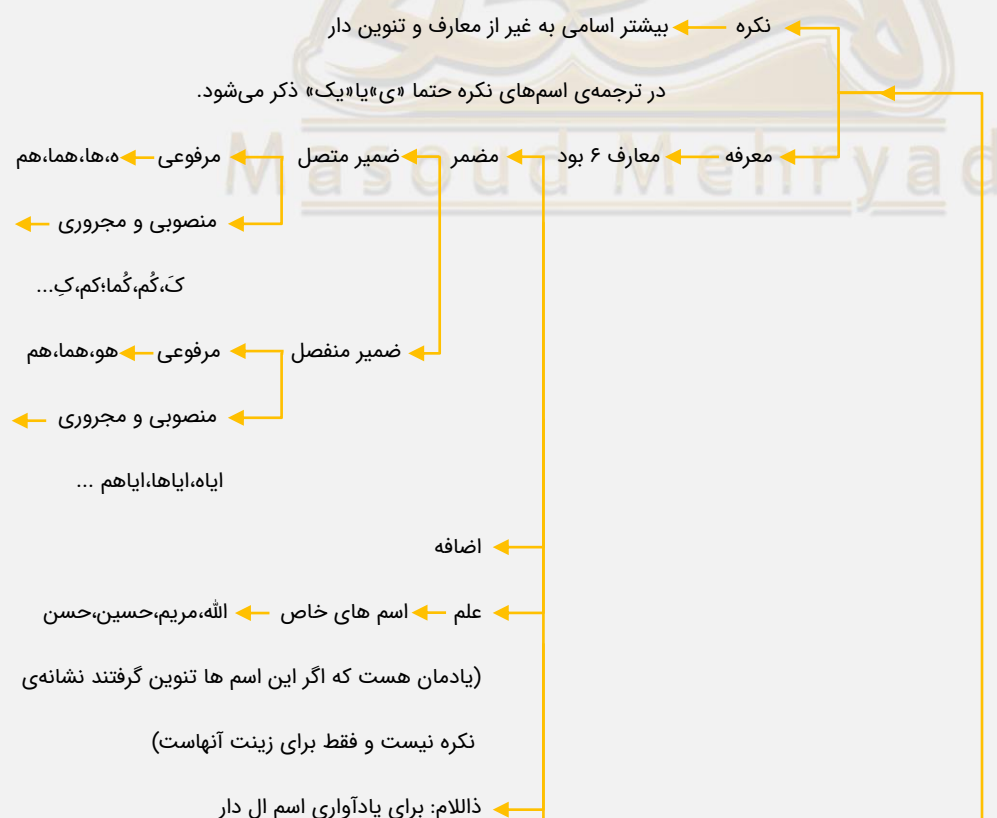 نکره بیشتر اسامی به غیر از معارف و تنوین دار
در ترجمه‌ی اسم‌های نکره حتما «ی»یا«یک» ذکر می‌شود.
معرفه معارف ۶ بود مضمر ضمیر متصل مرفوعی ه،ها،هما،هم
منصوبی و مجروری
کَ،کُم،کُما؛کم،کِ...
ضمیر منفصل مرفوعی هو،هما،هم
منصوبی و مجروری
ایاه،ایاها،ایاهم ...
اضافه
علم اسم های خاص الله،مریم،حسین،حسن
(یادمان هست که اگر این اسم ها تنوین گرفتند نشانه‌ی
نکره نیست و فقط برای زینت آنهاست)
ذاللام: برای یادآواری اسم ال دار
Masoud Mehryad